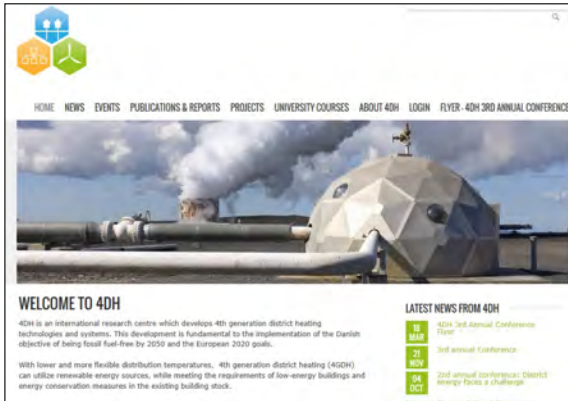 HOME NEWS EVENTS PUBLICATIONS & REPORTS PROJECTS UNIVERSITY COURSES ABOUT 4DH LOGIN FLYER - 4DH 3RD ANNUAL CONFERENCE
WELCOME TO 4DH
4DH is an international research centre which develops 4th generation district heating
technologies and systems. This development is fundamental to the implementation of the Danish
objective of being fossil fuel-free by 2050 and the European 2020 goals.
With lower and more flexible distribution temperatures, 4th generation district heating (4GDH)
can utilize renewable energy sources, while meeting the requirements of low-energy buildings and
energy conservation measures in the existing building stock.
LATEST NEWS FROM 4DH
18
MAR
4DH 3rd Annual Conference
Flyer
21
NOV
3rd annual Conference
04
OCT
2nd annual conference: District
energy faces a challenge